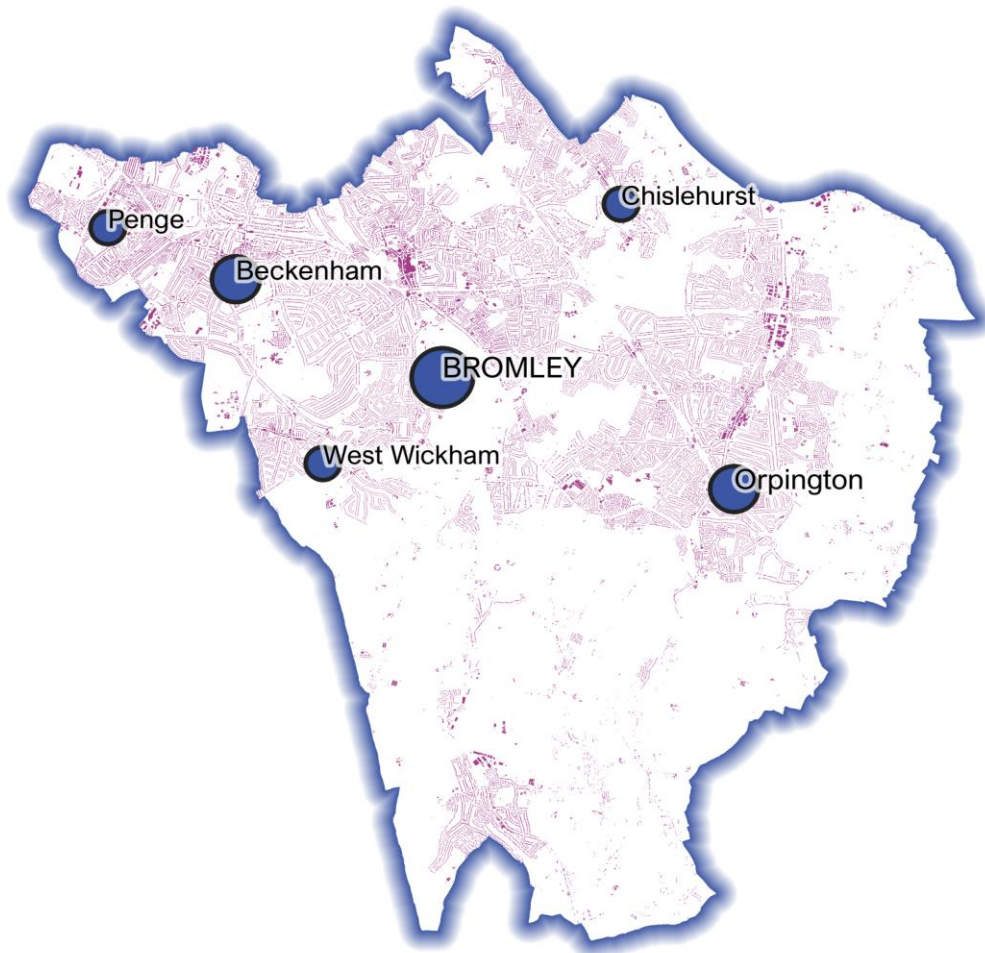 Chislehurst
Penge
Beckenham
BROMLEY
West Wickham
Orpington